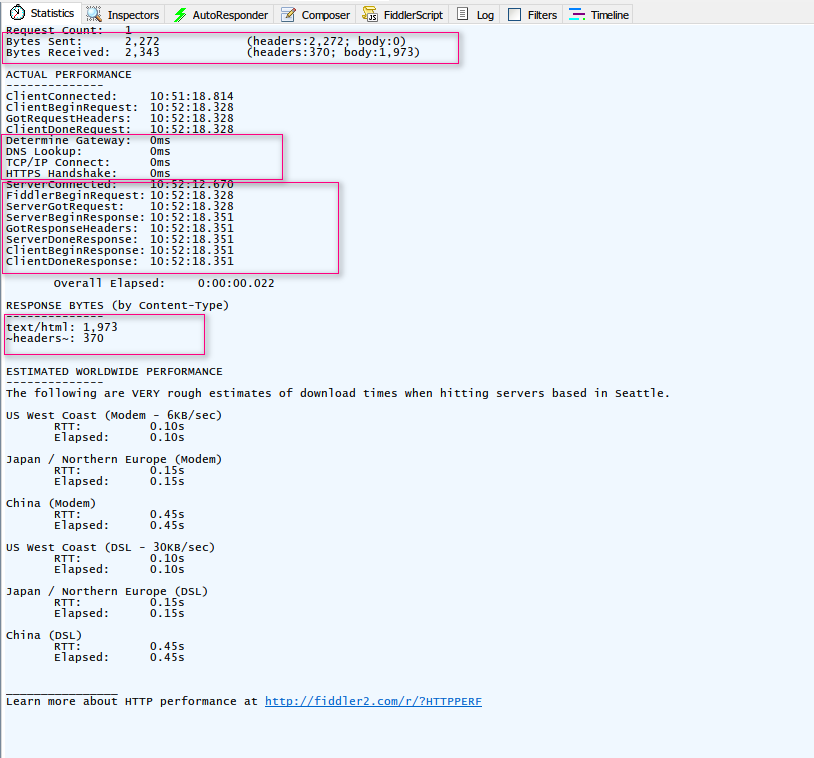 Statistics Inspectors AutoResponder Composer FiddlerScript Log Filters Timeline
Request Count: 1
Bytes Sent: 2,272 (headers:2,272; body:0)
Bytes Received: 2,343 (headers:370; body:1,973)
ACTUAL PERFORMANCE
--------------
ClientConnected: 10:51:18.814
ClientBeginRequest: 10:52:18.328
GotRequestHeaders: 10:52:18.328
ClientDoneRequest: 10:52:18.328
Determine Gateway: 0ms
DNS Lookup: 0ms
TCP/IP Connect: 0ms
HTTPS Handshake: 0ms
ServerConnected: 10:52:12.670
FiddlerBeginRequest: 10:52:18.328
ServerGotRequest: 10:52:18.328
ServerBeginResponse: 10:52:18.351
GotResponseHeaders: 10:52:18.351
ServerDoneResponse: 10:52:18.351
ClientBeginResponse: 10:52:18.351
ClientDoneResponse: 10:52:18.351
Overall Elapsed: 0:00:00.022
RESPONSE BYTES (by Content-Type)
--------------
text/html: 1,973
~headers~: 370
ESTIMATED WORLDWIDE PERFORMANCE
--------------
The following are VERY rough estimates of download times when hitting servers based in Seattle.
US West Coast (Modem - 6KB/sec)
RTT: 0.10s
Elapsed: 0.10s
Japan / Northern Europe (Modem)
RTT: 0.15s
Elapsed: 0.15s
China (Modem)
RTT: 0.45s
Elapsed: 0.45s
US West Coast (DSL - 30KB/sec)
RTT: 0.10s
Elapsed: 0.10s
Japan / Northern Europe (DSL)
RTT: 0.15s
Elapsed: 0.15s
China (DSL)
RTT: 0.45s
Elapsed: 0.45s
________________
Learn more about HTTP performance at http://fiddler2.com/r/?HTTPPERF